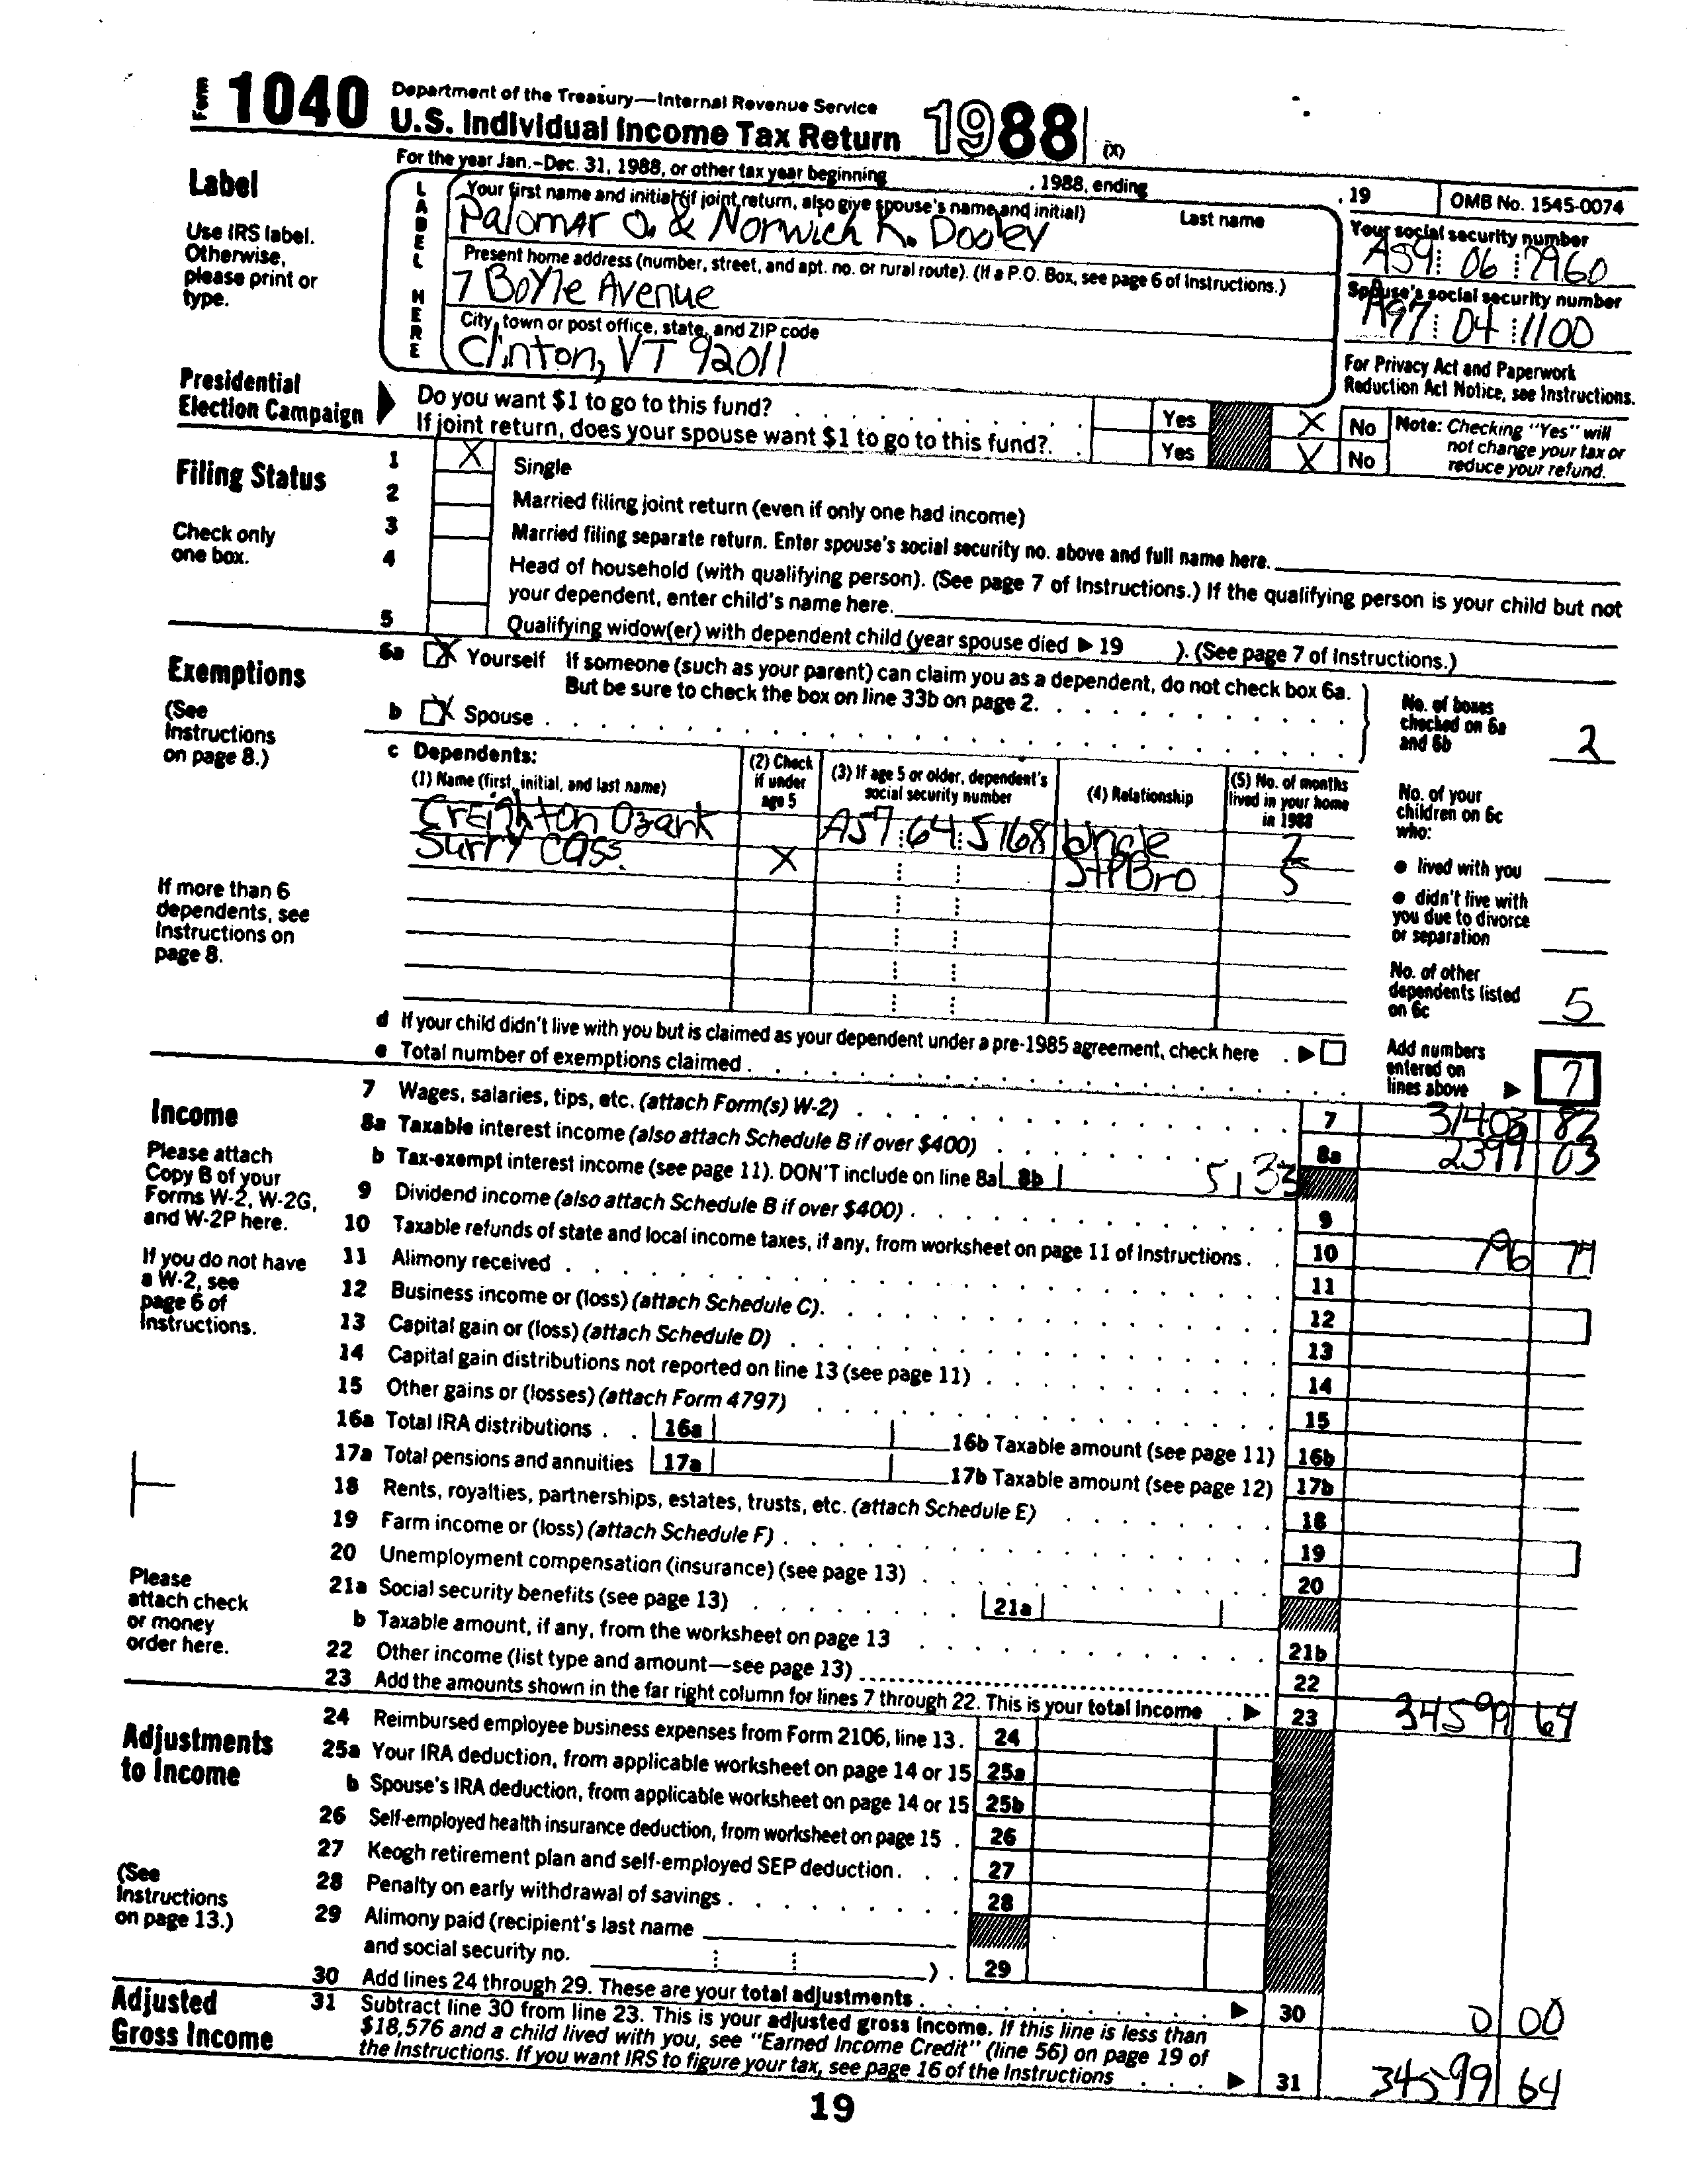 Form 1040 Department of the Treasury—Internal Revenue Service
U.S. Individual Income Tax Return 1988 (X)
For the year Jan.-Dec. 31, 1988, or other tax year beginning , 1988, ending , 19 OMB No. 1545-0074
Label
Use IRS label.
Otherwise,
please print or
type.
LABEL HERE
Your first name and initial (if joint return, also give spouse's name and initial) Last name
Palomar O. & Norwich K. Dooley
Your social security number
A59 06 7960
Present home address (number, street, and apt. no. or rural route). (If a P.O. Box, see page 6 of Instructions.)
7 Boyle Avenue
Spouse's social security number
A97 04 1100
City, town or post office, state, and ZIP code
Clinton, VT 92011
For Privacy Act and Paperwork
Reduction Act Notice, see Instructions.
Presidential
Election Campaign
Do you want $1 to go to this fund? Yes X No
If joint return, does your spouse want $1 to go to this fund? Yes X No
Note: Checking "Yes" will
not change your tax or
reduce your refund.
Filing Status
Check only
one box.
1 X Single
2 Married filing joint return (even if only one had income)
3 Married filing separate return. Enter spouse's social security no. above and full name here.
4 Head of household (with qualifying person). (See page 7 of Instructions.) If the qualifying person is your child but not
your dependent, enter child's name here.
5 Qualifying widow(er) with dependent child (year spouse died ▶ 19 ). (See page 7 of Instructions.)
Exemptions
(See
Instructions
on page 8.)
6a X Yourself If someone (such as your parent) can claim you as a dependent, do not check box 6a.
But be sure to check the box on line 33b on page 2.
b X Spouse
No. of boxes
checked on 6a
and 6b 2
c Dependents:
(1) Name (first, initial, and last name)
(2) Check
if under
age 5
(3) If age 5 or older, dependent's
social security number
(4) Relationship
(5) No. of months
lived in your home
in 1988
Creighton Ozark A57 64 5168 Uncle
Surry Cass. X StPBro 5
If more than 6
dependents, see
Instructions on
page 8.
No. of your
children on 6c
who:
● lived with you
● didn't live with
you due to divorce
or separation
No. of other
dependents listed
on 6c 5
d If your child didn't live with you but is claimed as your dependent under a pre-1985 agreement, check here ▶
e Total number of exemptions claimed
Add numbers
entered on
lines above ▶ 7
Income
Please attach
Copy B of your
Forms W-2, W-2G,
and W-2P here.
If you do not have
a W-2, see
page 6 of
Instructions.
Please
attach check
or money
order here.
7 Wages, salaries, tips, etc. (attach Form(s) W-2) 7 31403 82
8a Taxable interest income (also attach Schedule B if over $400) 8a 2399 03
b Tax-exempt interest income (see page 11). DON'T include on line 8a 8b 5 33
9 Dividend income (also attach Schedule B if over $400) 9
10 Taxable refunds of state and local income taxes, if any, from worksheet on page 11 of Instructions 10 796 79
11 Alimony received 11
12 Business income or (loss) (attach Schedule C) 12
13 Capital gain or (loss) (attach Schedule D) 13
14 Capital gain distributions not reported on line 13 (see page 11) 14
15 Other gains or (losses) (attach Form 4797) 15
16a Total IRA distributions 16a 16b Taxable amount (see page 11) 16b
17a Total pensions and annuities 17a 17b Taxable amount (see page 12) 17b
18 Rents, royalties, partnerships, estates, trusts, etc. (attach Schedule E) 18
19 Farm income or (loss) (attach Schedule F) 19
20 Unemployment compensation (insurance) (see page 13) 20
21a Social security benefits (see page 13) 21a
b Taxable amount, if any, from the worksheet on page 13 21b
22 Other income (list type and amount—see page 13) 22
23 Add the amounts shown in the far right column for lines 7 through 22. This is your total income ▶ 23 34599 64
Adjustments
to Income
(See
Instructions
on page 13.)
24 Reimbursed employee business expenses from Form 2106, line 13. 24
25a Your IRA deduction, from applicable worksheet on page 14 or 15 25a
b Spouse's IRA deduction, from applicable worksheet on page 14 or 15 25b
26 Self-employed health insurance deduction, from worksheet on page 15 26
27 Keogh retirement plan and self-employed SEP deduction 27
28 Penalty on early withdrawal of savings 28
29 Alimony paid (recipient's last name
and social security no. ). 29
30 Add lines 24 through 29. These are your total adjustments ▶ 30 0 00
Adjusted
Gross Income
31 Subtract line 30 from line 23. This is your adjusted gross income. If this line is less than
$18,576 and a child lived with you, see "Earned Income Credit" (line 56) on page 19 of
the Instructions. If you want IRS to figure your tax, see page 16 of the Instructions ▶ 31 34599 64
19